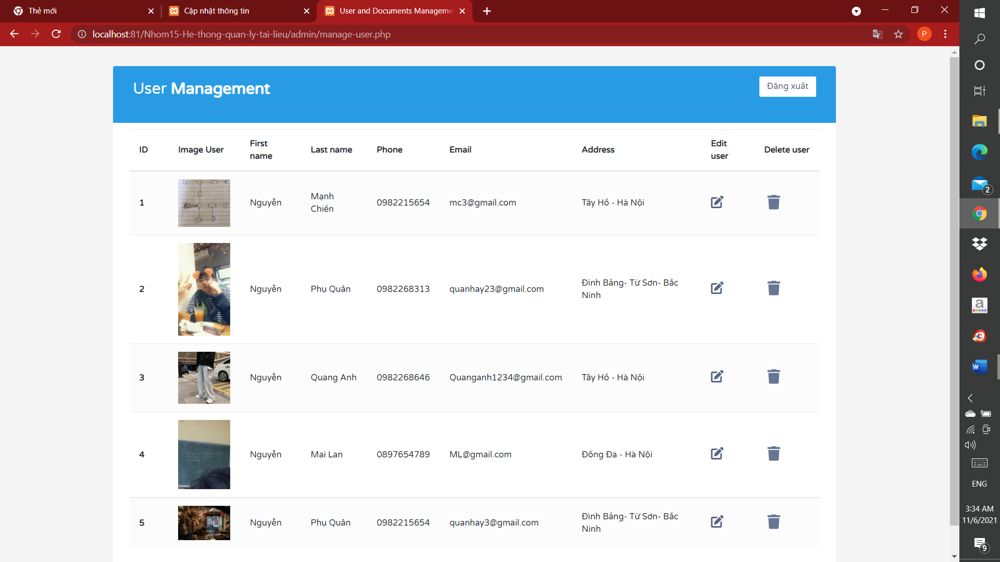 Thẻ mới
Cập nhật thông tin
User and Documents Manageme
localhost:81/Nhom15-He-thong-quan-ly-tai-lieu/admin/manage-user.php
P
User Management
Đăng xuất
ID
Image User
First name
Last name
Phone
Email
Address
Edit user
Delete user
1
Nguyễn
Mạnh Chiến
0982215654
mc3@gmail.com
Tây Hồ - Hà Nội
2
Nguyễn
Phụ Quân
0982268313
quanhay23@gmail.com
Đình Bảng- Từ Sơn- Bắc
Ninh
3
Nguyễn
Quang Anh
0982268646
Quanganh1234@gmail.com
Tây Hồ - Hà Nội
4
Nguyễn
Mai Lan
0897654789
ML@gmail.com
Đống Đa - Hà Nội
5
Nguyễn
Phụ Quân
0982215654
quanhay3@gmail.com
Đình Bảng- Từ Sơn- Bắc
Ninh
2
a
W
ENG
3:34 AM
11/6/2021
9